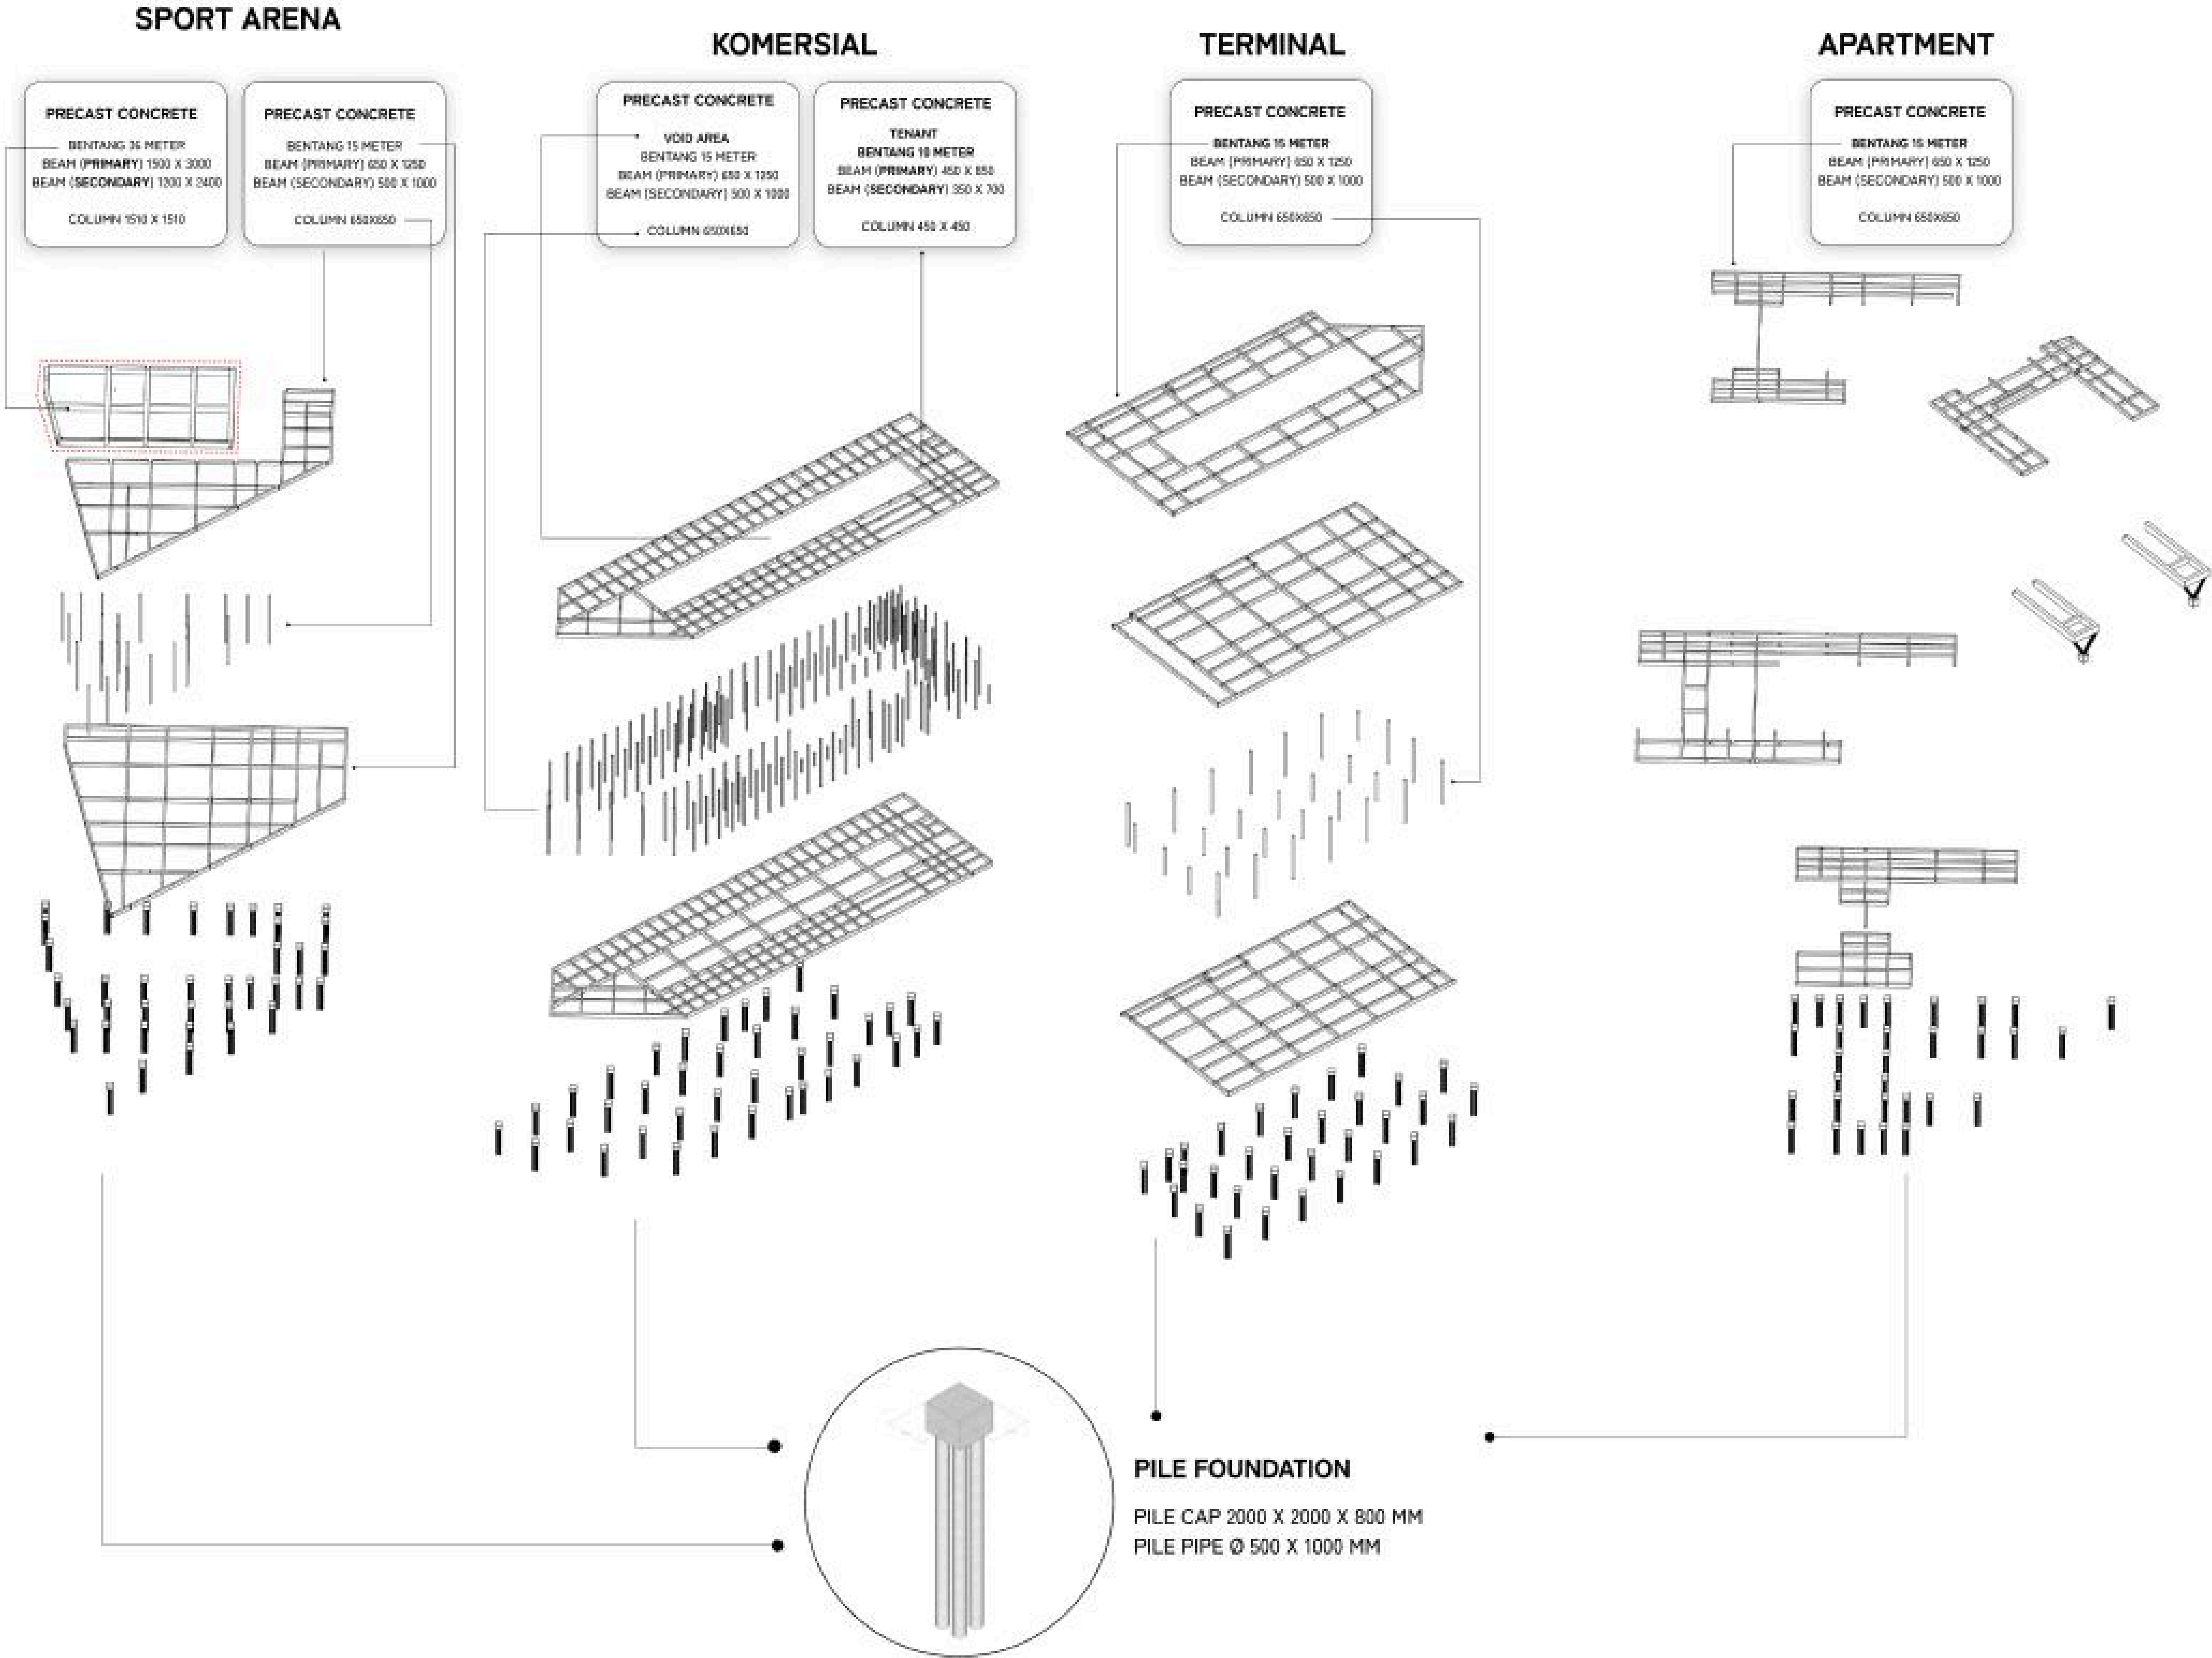 SPORT ARENA
PRECAST CONCRETE
BENTANG 36 METER
BEAM (PRIMARY) 1500 X 3000
BEAM (SECONDARY) 1200 X 2400
COLUMN 1510 X 1510
PRECAST CONCRETE
BENTANG 15 METER
BEAM (PRIMARY) 650 X 1250
BEAM (SECONDARY) 500 X 1000
COLUMN 650X650
KOMERSIAL
PRECAST CONCRETE
VOID AREA
BENTANG 15 METER
BEAM (PRIMARY) 650 X 1250
BEAM (SECONDARY) 500 X 1000
COLUMN 650X650
PRECAST CONCRETE
TENANT
BENTANG 10 METER
BEAM (PRIMARY) 450 X 850
BEAM (SECONDARY) 350 X 700
COLUMN 450 X 450
TERMINAL
PRECAST CONCRETE
BENTANG 15 METER
BEAM (PRIMARY) 650 X 1250
BEAM (SECONDARY) 500 X 1000
COLUMN 650X650
APARTMENT
PRECAST CONCRETE
BENTANG 15 METER
BEAM (PRIMARY) 650 X 1250
BEAM (SECONDARY) 500 X 1000
COLUMN 650X650
PILE FOUNDATION
PILE CAP 2000 X 2000 X 800 MM
PILE PIPE Ø 500 X 1000 MM